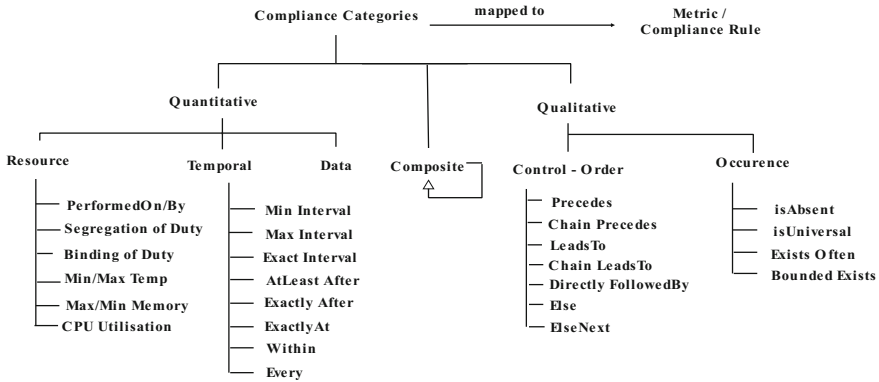 Compliance Categories
mapped to
Metric /
Compliance Rule
Quantitative
Qualitative
Resource
Temporal
Data
Composite
Control - Order
Occurence
PerformedOn/By
Segregation of Duty
Binding of Duty
Min/Max Temp
Max/Min Memory
CPU Utilisation
Min Interval
Max Interval
Exact Interval
AtLeast After
Exactly After
ExactlyAt
Within
Every
Precedes
Chain Precedes
LeadsTo
Chain LeadsTo
Directly FollowedBy
Else
ElseNext
isAbsent
isUniversal
Exists Often
Bounded Exists